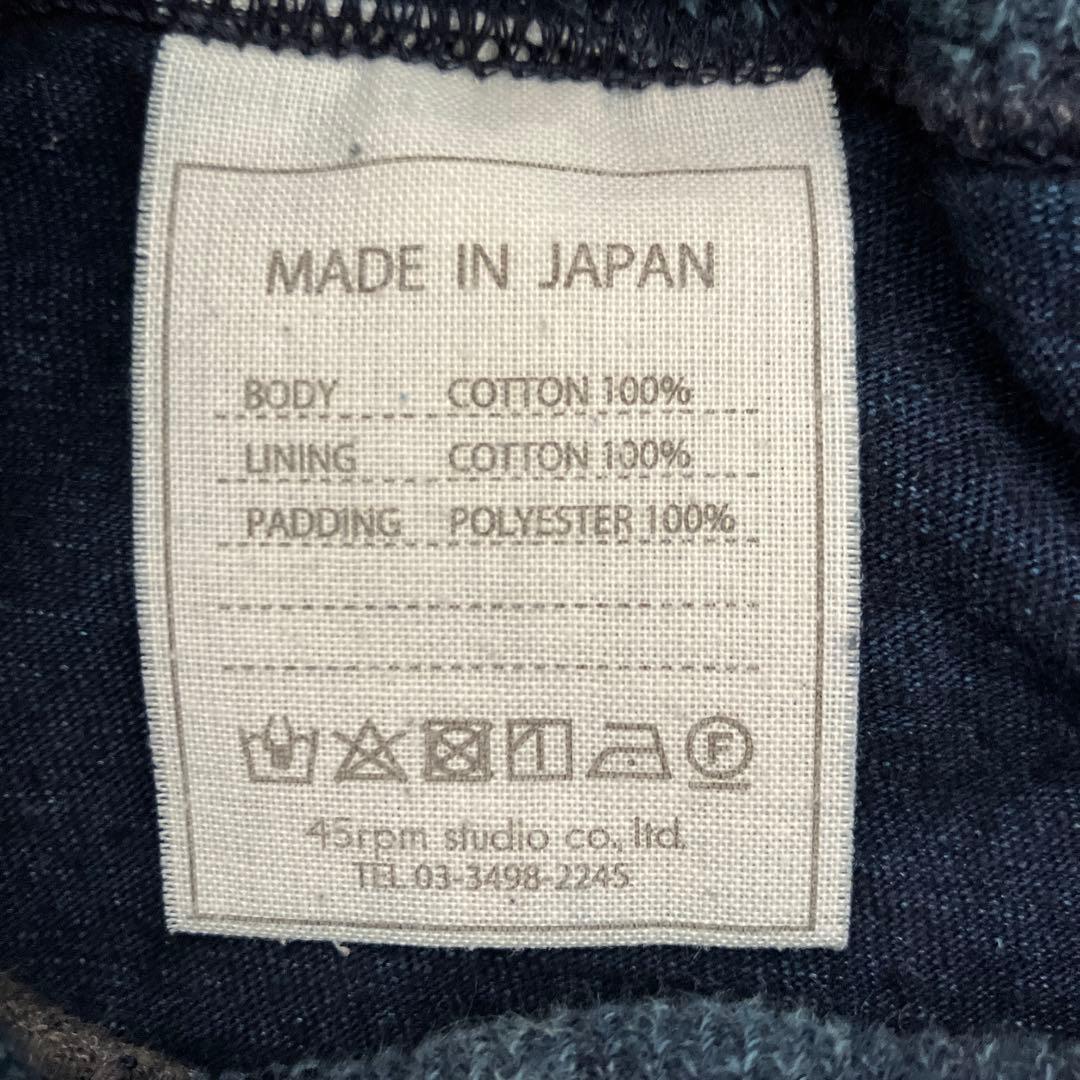 MADE IN JAPAN
BODY COTTON 100%
LINING COTTON 100%
PADDING POLYESTER 100%
F
45rpm studio co., ltd.
TEL 03-3498-2245